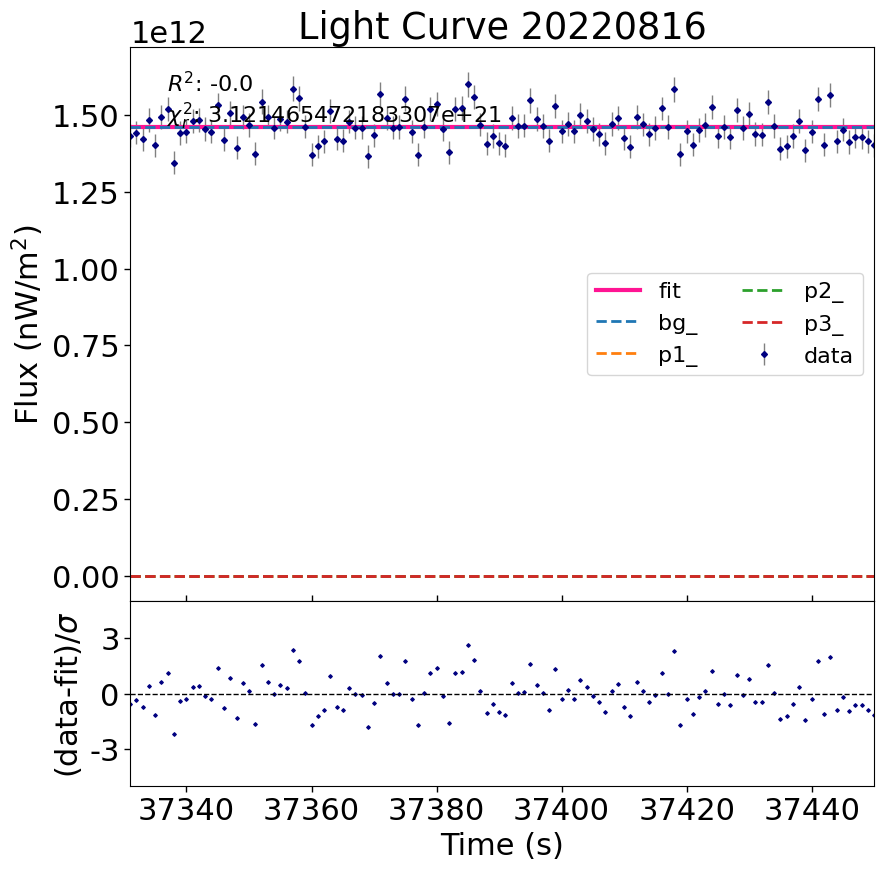 Light Curve 20220816
1e12
R²: -0.0
χ²ᵣ: 3.121465472183307e+21
1.50
1.25
1.00
0.75
0.50
0.25
0.00
Flux (nW/m²)
fit
bg_
p1_
p2_
p3_
data
3
0
-3
(data-fit)/σ
37340
37360
37380
37400
37420
37440
Time (s)